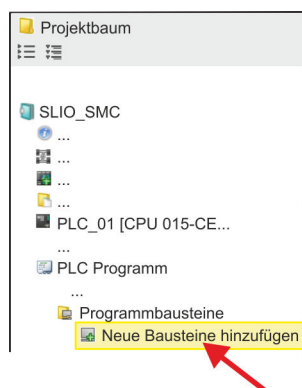 Projektbaum
SLIO_SMC
...
...
...
...
PLC_01 [CPU 015-CE...
...
PLC Programm
...
Programmbausteine
Neue Bausteine hinzufügen